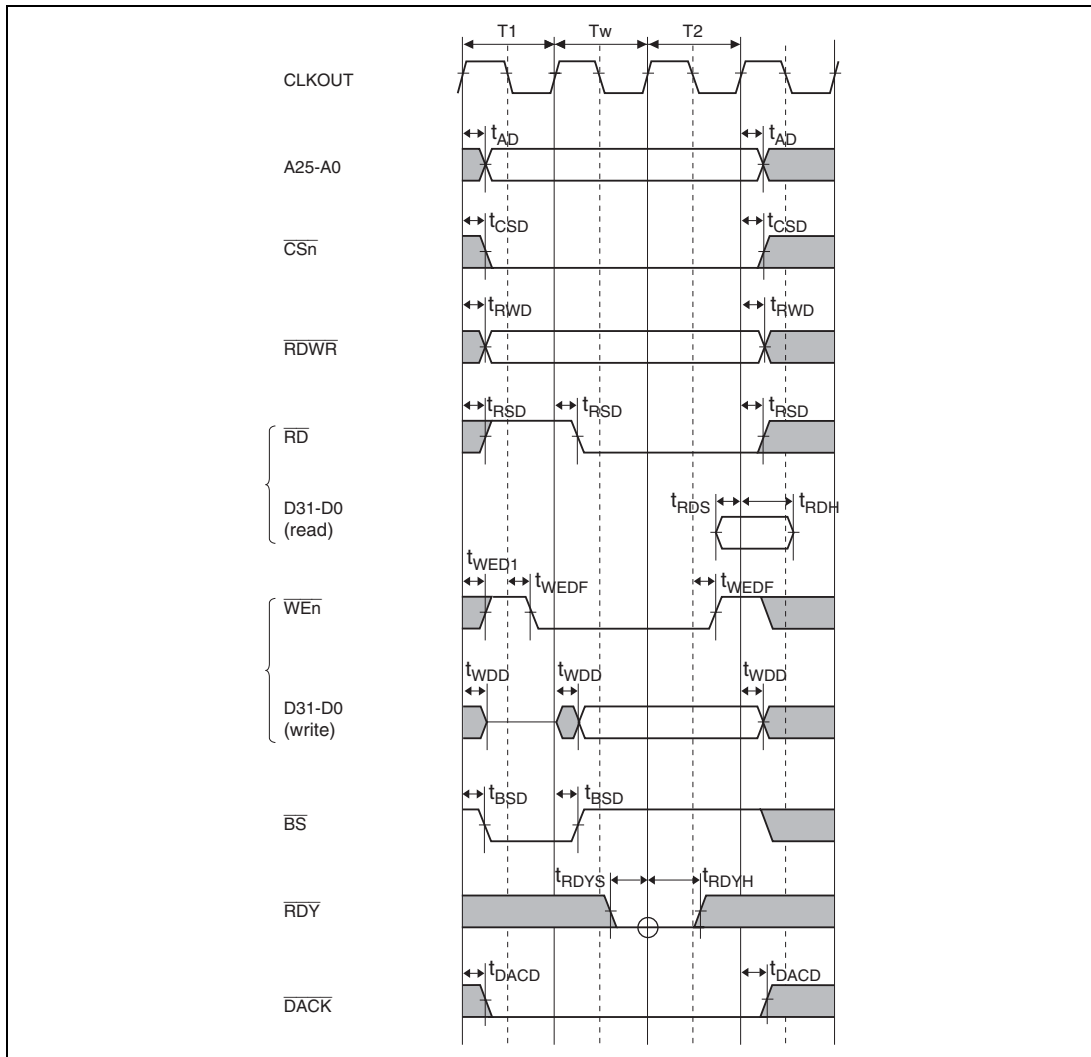 T1 Tw T2
CLKOUT
tAD tAD
A25-A0
tCSD tCSD
CSn
tRWD tRWD
RDWR
tRSD tRSD tRSD
RD
tRDS tRDH
D31-D0
(read)
tWED1 tWEDF tWEDF
WEn
tWDD tWDD tWDD
D31-D0
(write)
tBSD tBSD
BS
tRDYS tRDYH
RDY
tDACD tDACD
DACK